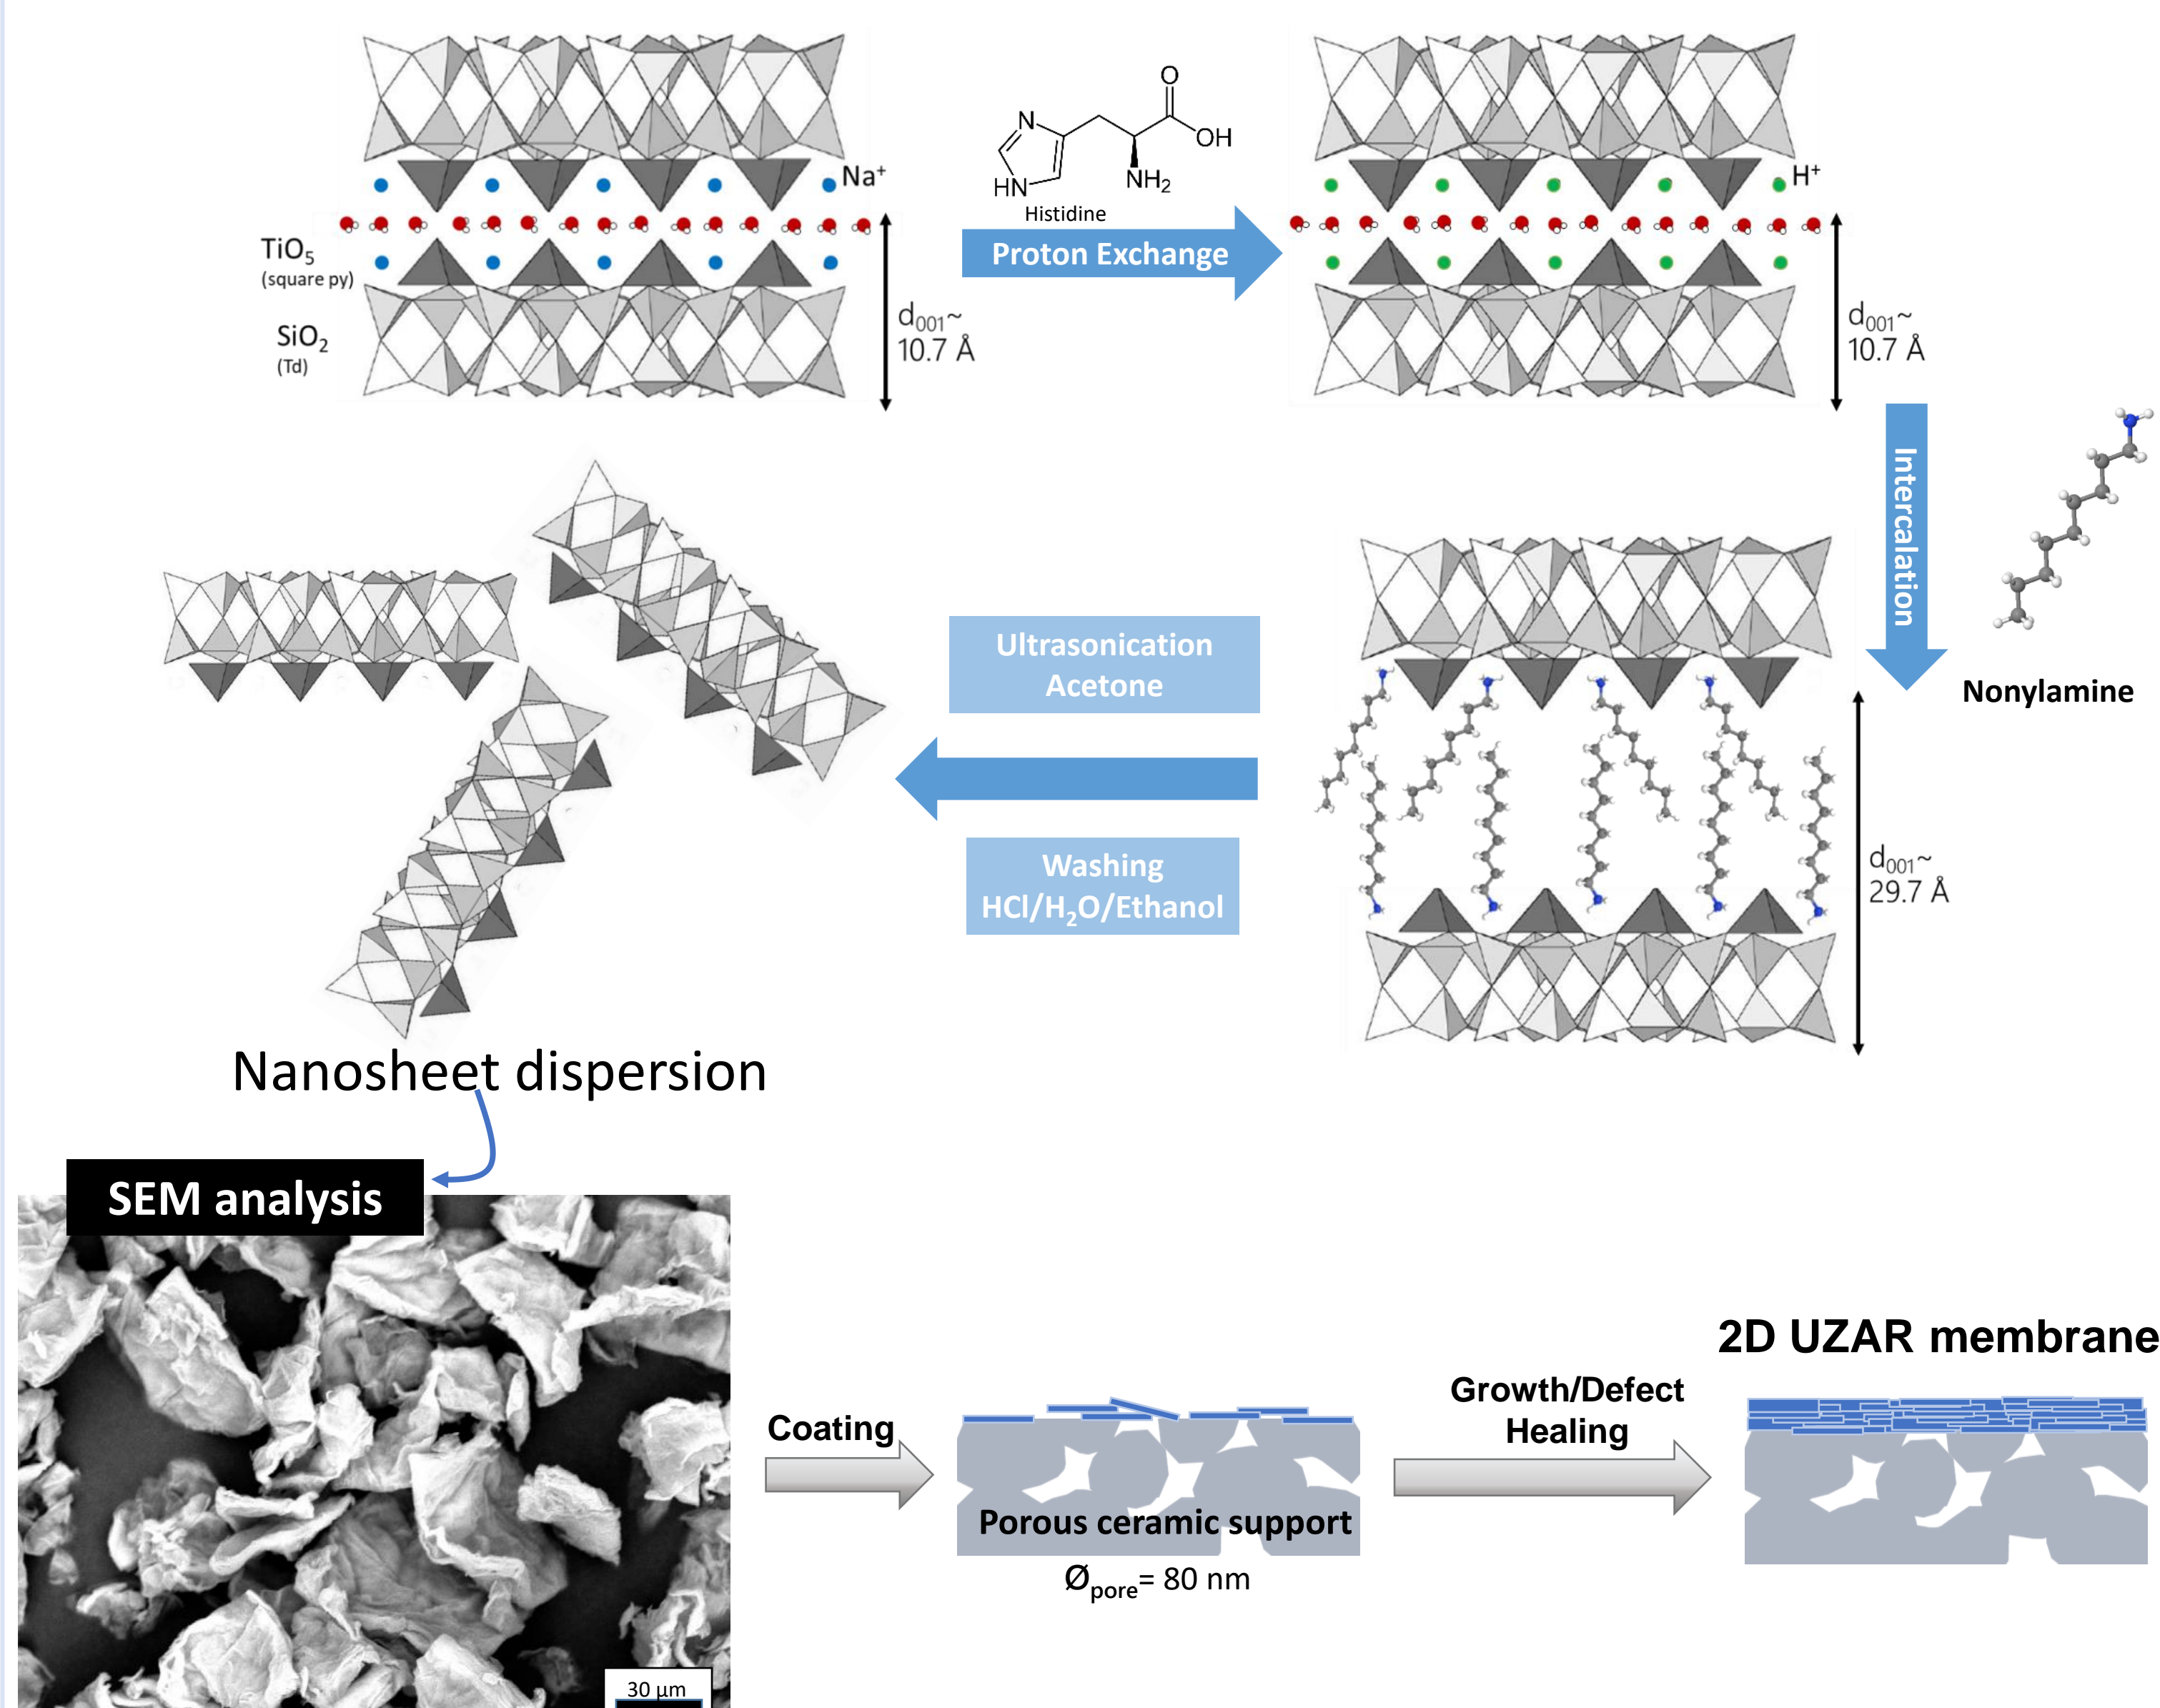 O
N
OH
HN
NH₂
Histidine
Proton Exchange
Na⁺
TiO₅
(square py)
SiO₂
(Td)
d₀₀₁~
10.7 Å
H⁺
d₀₀₁~
10.7 Å
Intercalation
Nonylamine
Ultrasonication
Acetone
Washing
HCl/H₂O/Ethanol
d₀₀₁~
29.7 Å
Nanosheet dispersion
SEM analysis
30 µm
Coating
Porous ceramic support
Øpore= 80 nm
Growth/Defect
Healing
2D UZAR membrane